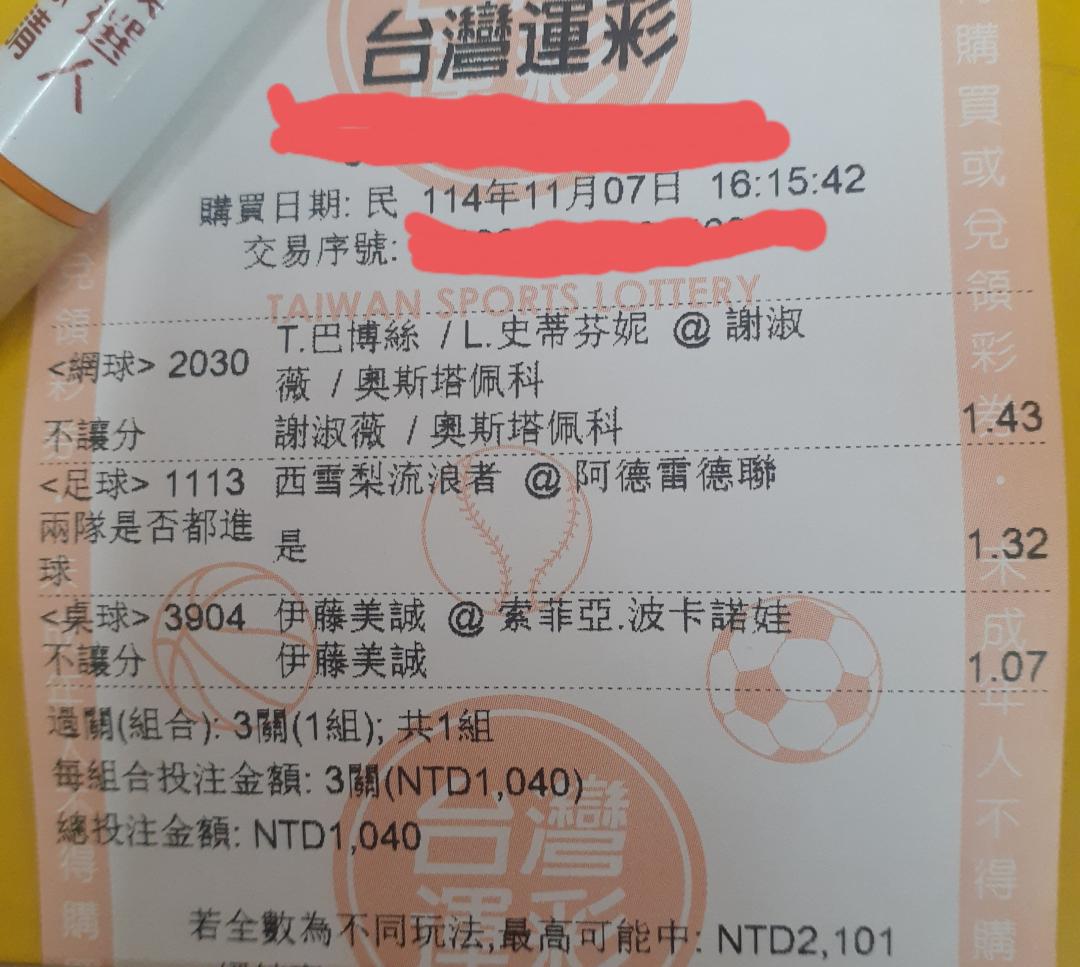 台灣運彩
購買日期: 民 114年11月07日 16:15:42
交易序號:
TAIWAN SPORTS LOTTERY
<網球> 2030 T.巴博絲 / L.史蒂芬妮 @ 謝淑
薇 / 奧斯塔佩科
不讓分 謝淑薇 / 奧斯塔佩科 1.43
<足球> 1113 西雪梨流浪者 @ 阿德雷德聯
兩隊是否都進
球 是 1.32
<桌球> 3904 伊藤美誠 @ 索菲亞.波卡諾娃
不讓分 伊藤美誠 1.07
過關(組合): 3關(1組); 共1組
每組合投注金額: 3關(NTD1,040)
總投注金額: NTD1,040
若全數為不同玩法,最高可能中: NTD2,101
台灣
運彩
購買或兌領彩券．未成年人不得購